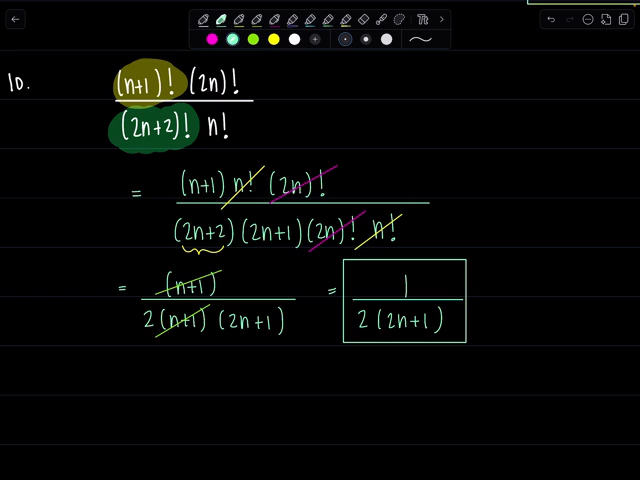 10. (n+1)! (2n)!
(2n+2)! n!
= (n+1) n! (2n)!
(2n+2) (2n+1) (2n)! n!
= (n+1) = 1
2 (n+1) (2n+1) 2 (2n+1)